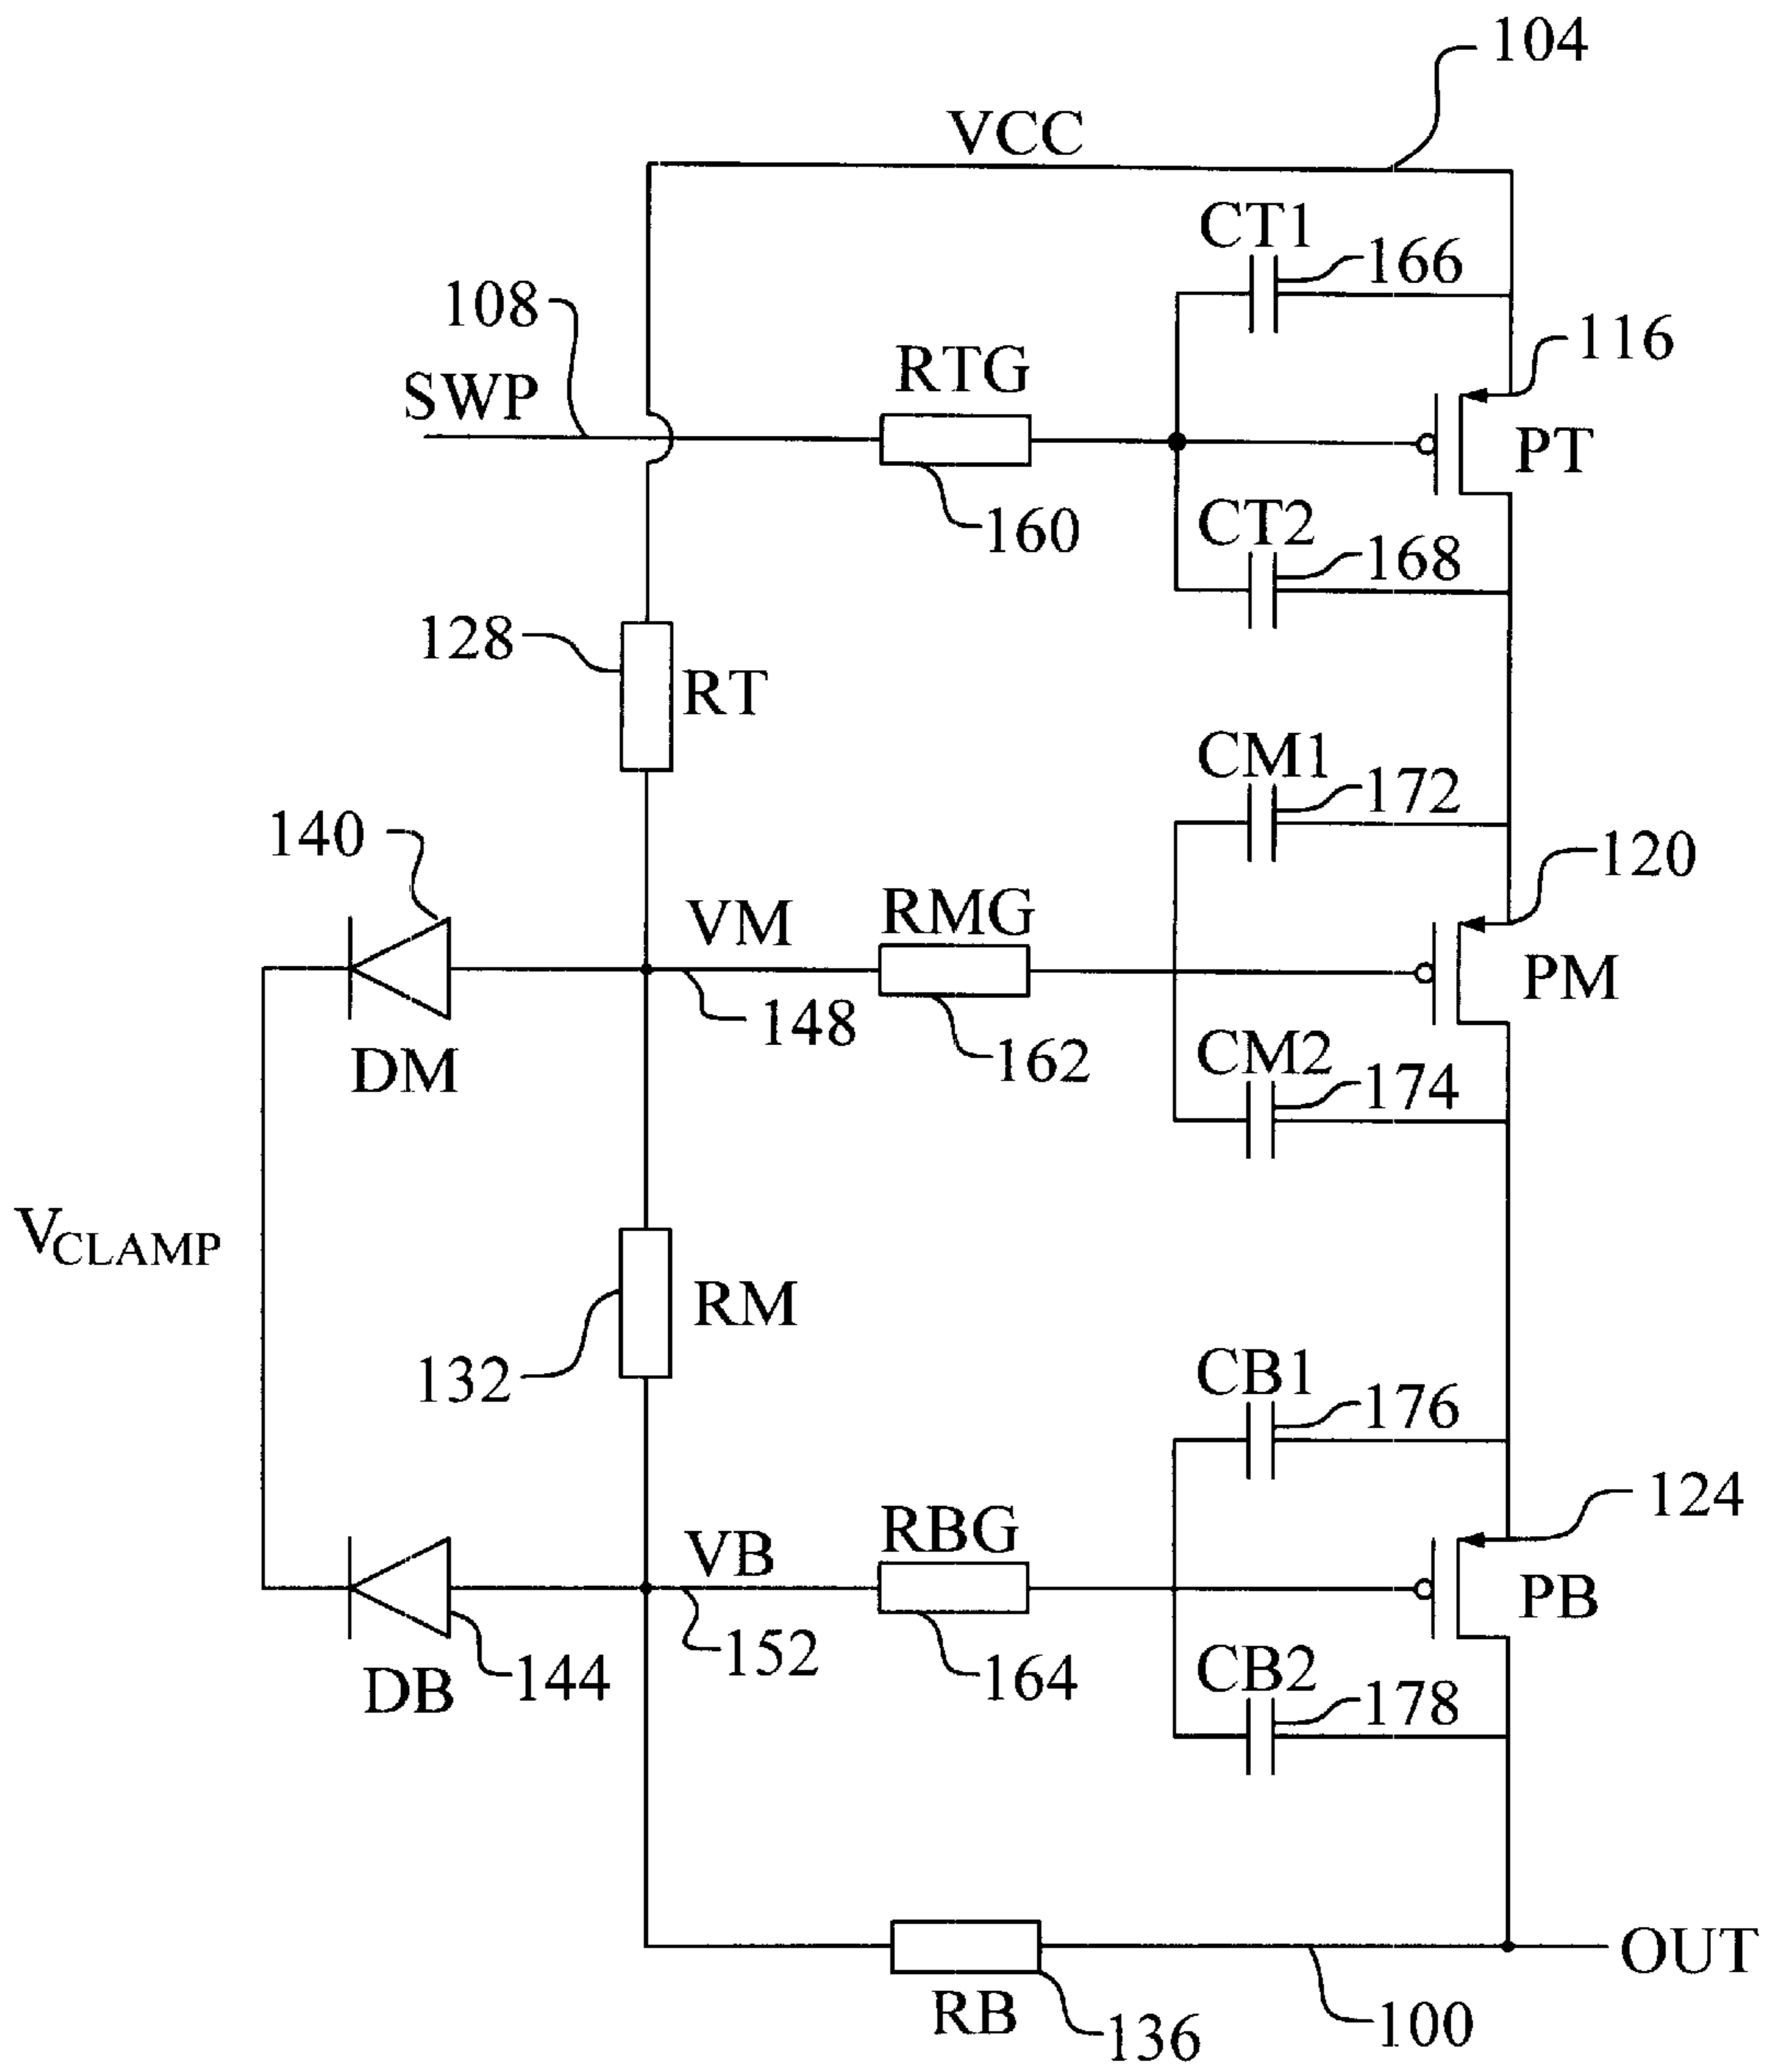 104
VCC
CT1
166
108
116
RTG
SWP
PT
160
CT2
168
128
RT
CM1
172
140
120
VM
RMG
PM
148
162
DM
CM2
174
VCLAMP
RM
132
CB1
176
124
VB
RBG
PB
152
164
144
DB
CB2
178
OUT
RB
136
100